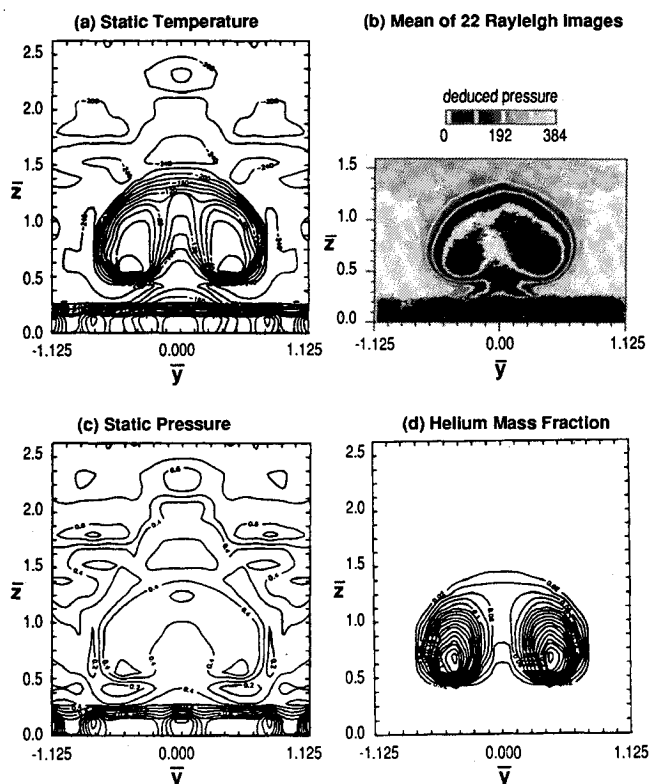 (a) Static Temperature
(b) Mean of 22 Rayleigh Images
deduced pressure
0 192 384
2.5
2.0
1.5
1.0
0.5
0.0
z̄
-1.125 0.000 1.125
ȳ
1.5
1.0
0.5
0.0
z̄
-1.125 0.00 1.125
ȳ
(c) Static Pressure
(d) Helium Mass Fraction
2.5
2.0
1.5
1.0
0.5
0.0
z̄
-1.125 0.000 1.125
ȳ
2.5
2.0
1.5
1.0
0.5
0.0
z̄
-1.125 0.000 1.125
ȳ